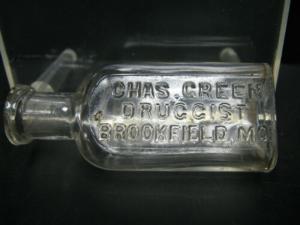 CHAS. GREEN
DRUGGIST
BROOKFIELD, MO.